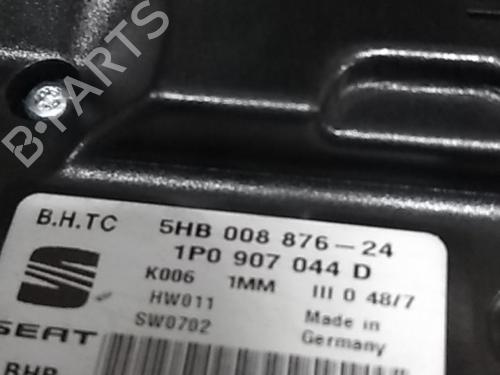 B-PARTS
B.H.TC 5HB 008 876-24
1P0 907 044 D
K006 1MM III 0 48/7
HW011 Made in
SW0702 Germany
SEAT
BHP